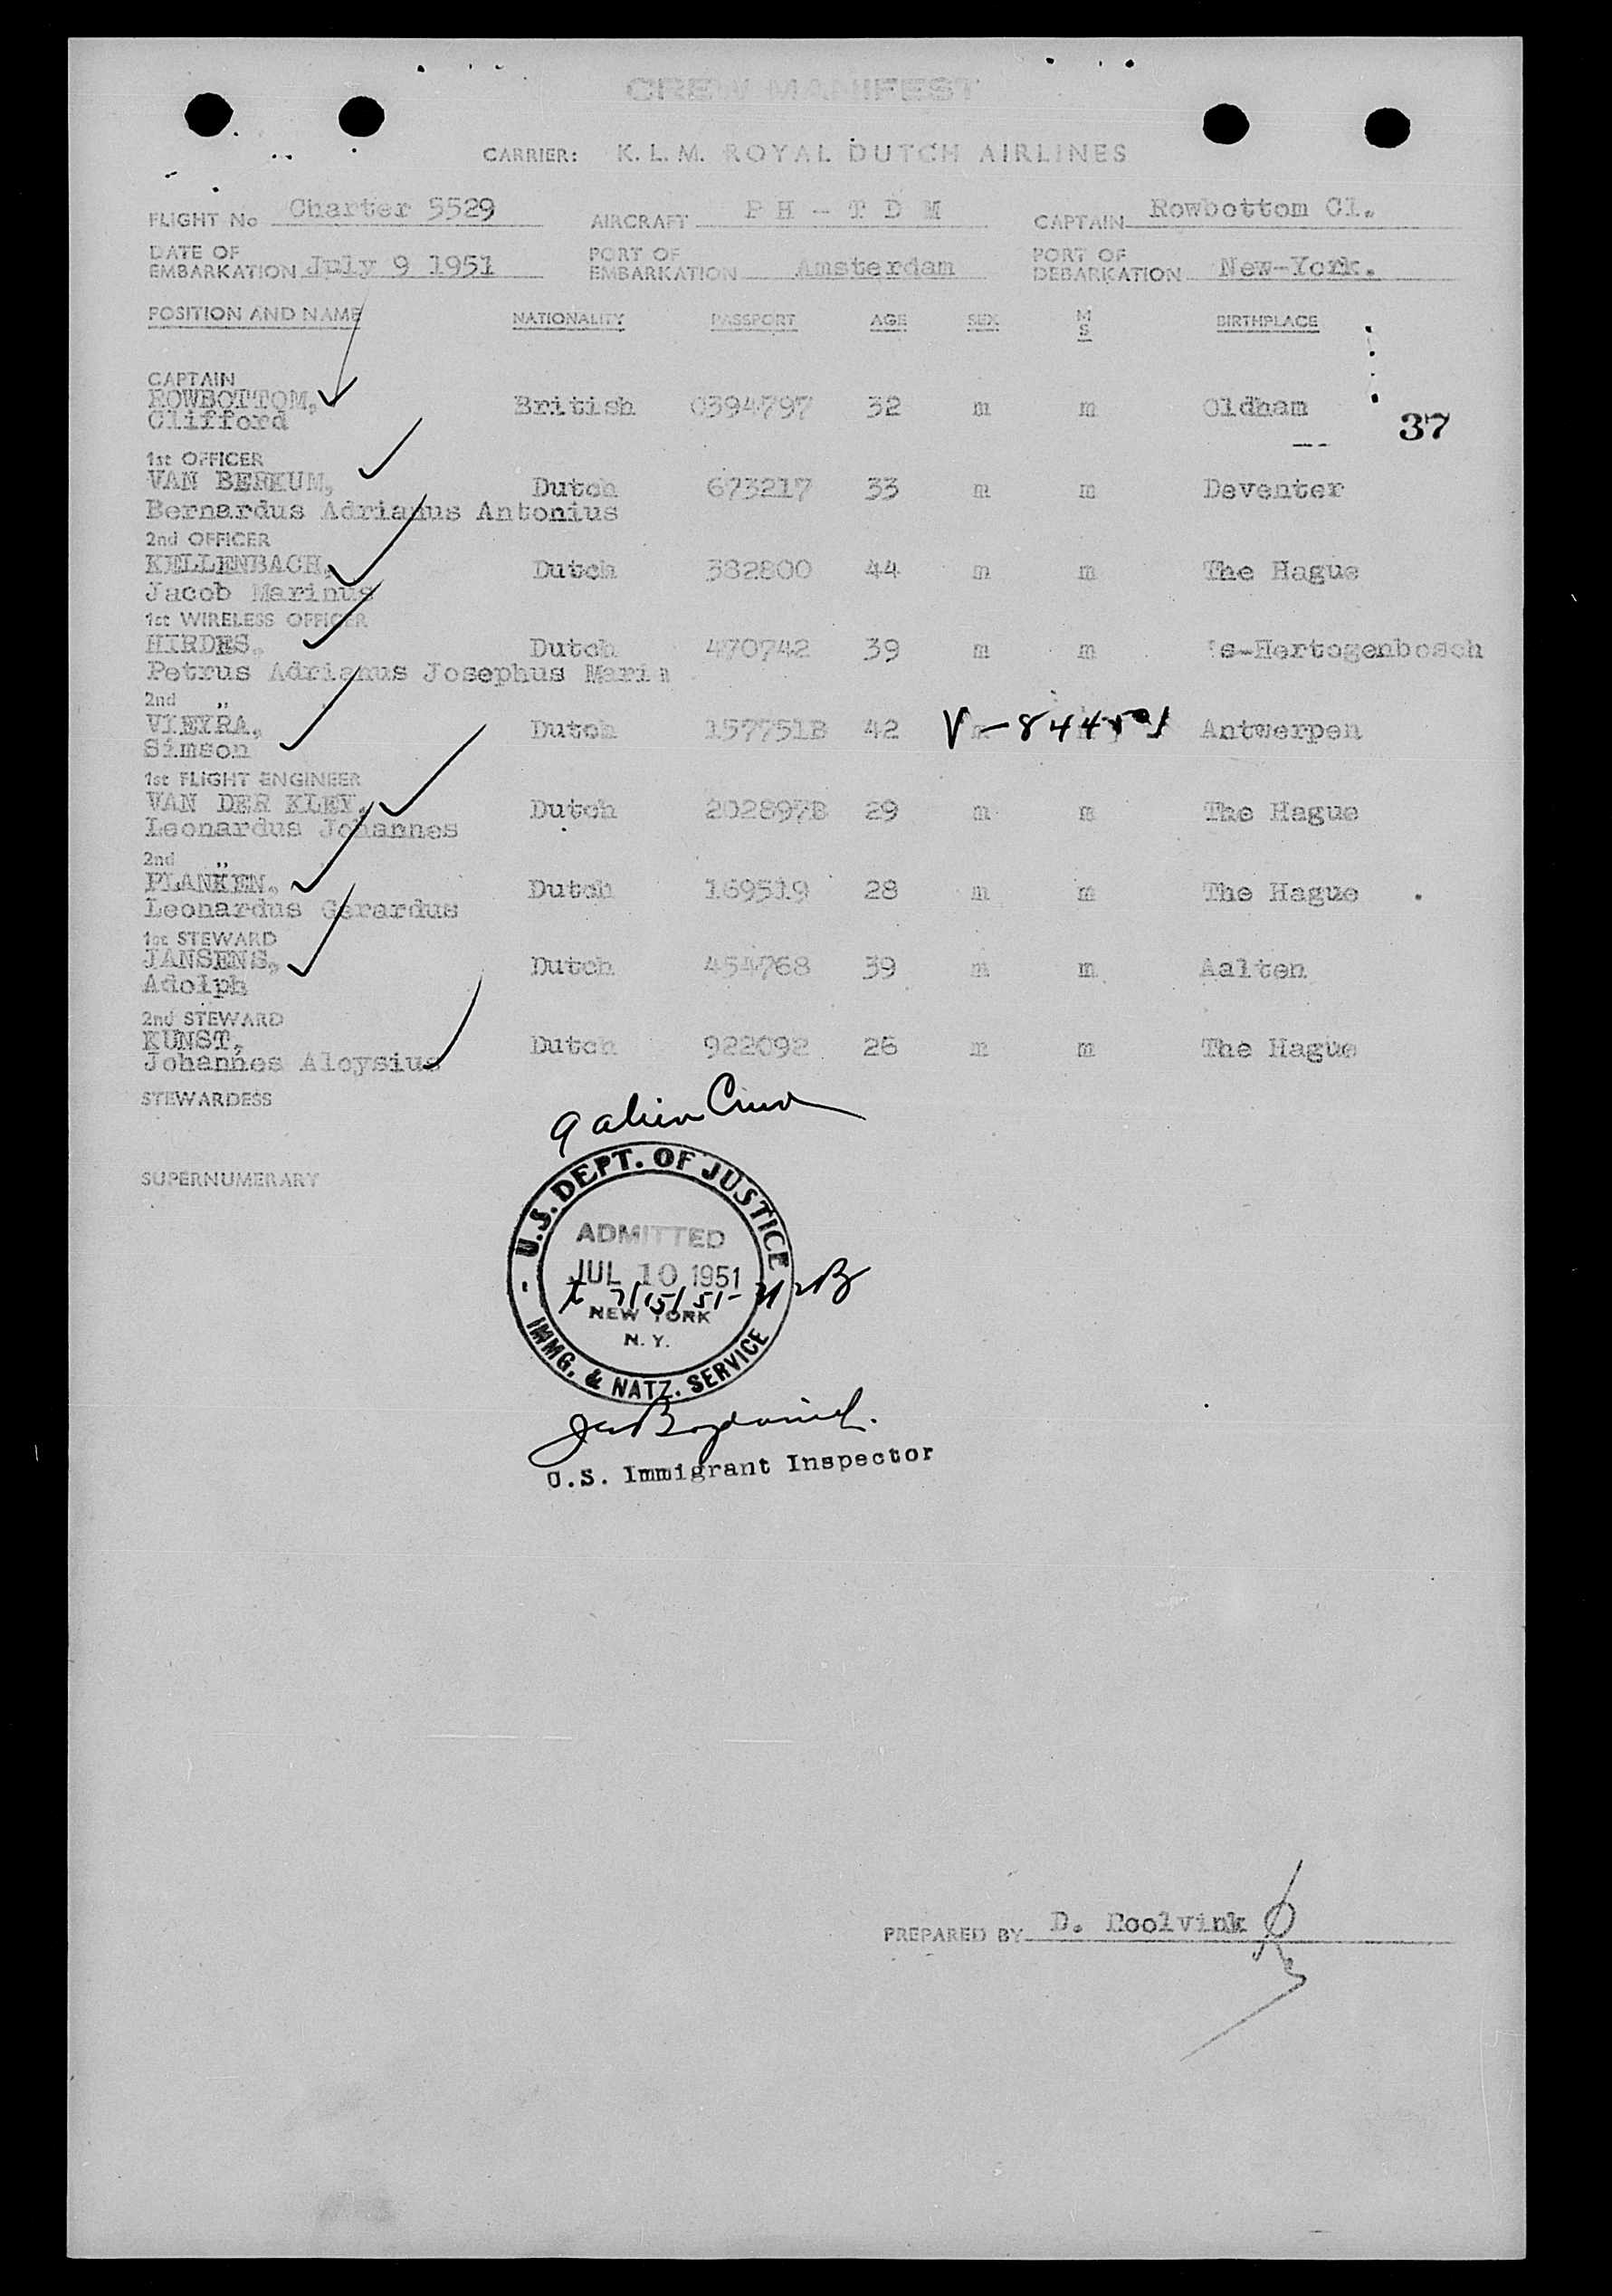 CREW MANIFEST
CARRIER: K. L. M. ROYAL DUTCH AIRLINES
FLIGHT No Charter 5529 AIRCRAFT P H - T D M CAPTAIN Rowbottom Cl.
DATE OF EMBARKATION July 9 1951 PORT OF EMBARKATION Amsterdam PORT OF DEBARKATION New-York.
POSITION AND NAME NATIONALITY PASSPORT AGE SEX M S BIRTHPLACE
CAPTAIN
ROWBOTTOM, British 0394797 32 m m Oldham
Clifford
37
1st OFFICER
VAN BERKUM, Dutch 673217 33 m m Deventer
Bernardus Adrianus Antonius
2nd OFFICER
KELLENBACH, Dutch 382800 44 m m The Hague
Jacob Marinus
1st WIRELESS OFFICER
HIRDES, Dutch 470742 39 m m 's-Hertogenbosch
Petrus Adrianus Josephus Maria
2nd „
VIEYRA, Dutch 157751B 42 Antwerpen
Simson
1st FLIGHT ENGINEER
VAN DER KLEY, Dutch 202897B 29 m m The Hague
Leonardus Johannes
2nd „
PLANKEN, Dutch 169519 28 m m The Hague
Leonardus Gerardus
1st STEWARD
JANSENS, Dutch 454768 39 m m Aalten
Adolph
2nd STEWARD
KUNST, Dutch 922092 26 m m The Hague
Johannes Aloysius
STEWARDESS
9 alien Crew
SUPERNUMERARY
U.S. DEPT. OF JUSTICE
ADMITTED
JUL 10 1951
7/15/51-
NEW YORK
N. Y.
IMMG. & NATZ. SERVICE
U.S. Immigrant Inspector
PREPARED BY D. Roolvink